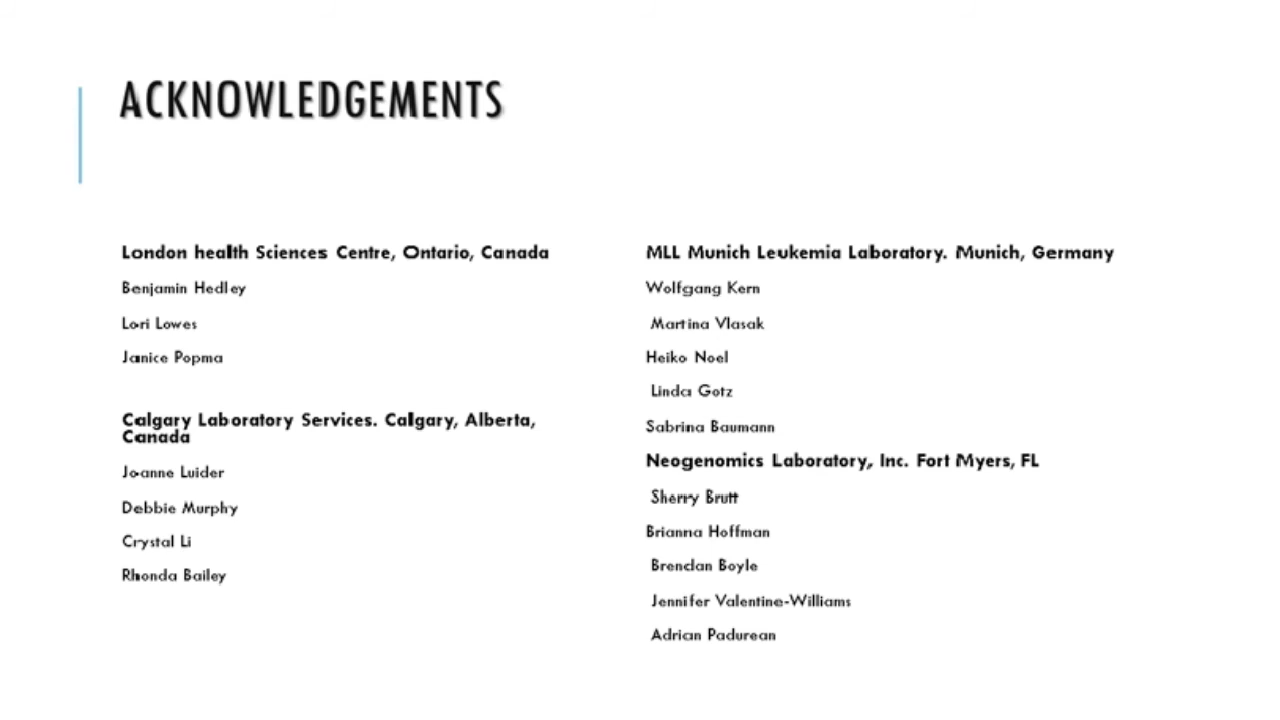 ACKNOWLEDGEMENTS
London health Sciences Centre, Ontario, Canada
Benjamin Hedley
Lori Lowes
Janice Popma
Calgary Laboratory Services. Calgary, Alberta,
Canada
Joanne Luider
Debbie Murphy
Crystal Li
Rhonda Bailey
MLL Munich Leukemia Laboratory. Munich, Germany
Wolfgang Kern
Martina Vlasak
Heiko Noel
Linda Gotz
Sabrina Baumann
Neogenomics Laboratory, Inc. Fort Myers, FL
Sherry Brutt
Brianna Hoffman
Brendan Boyle
Jennifer Valentine-Williams
Adrian Padurean